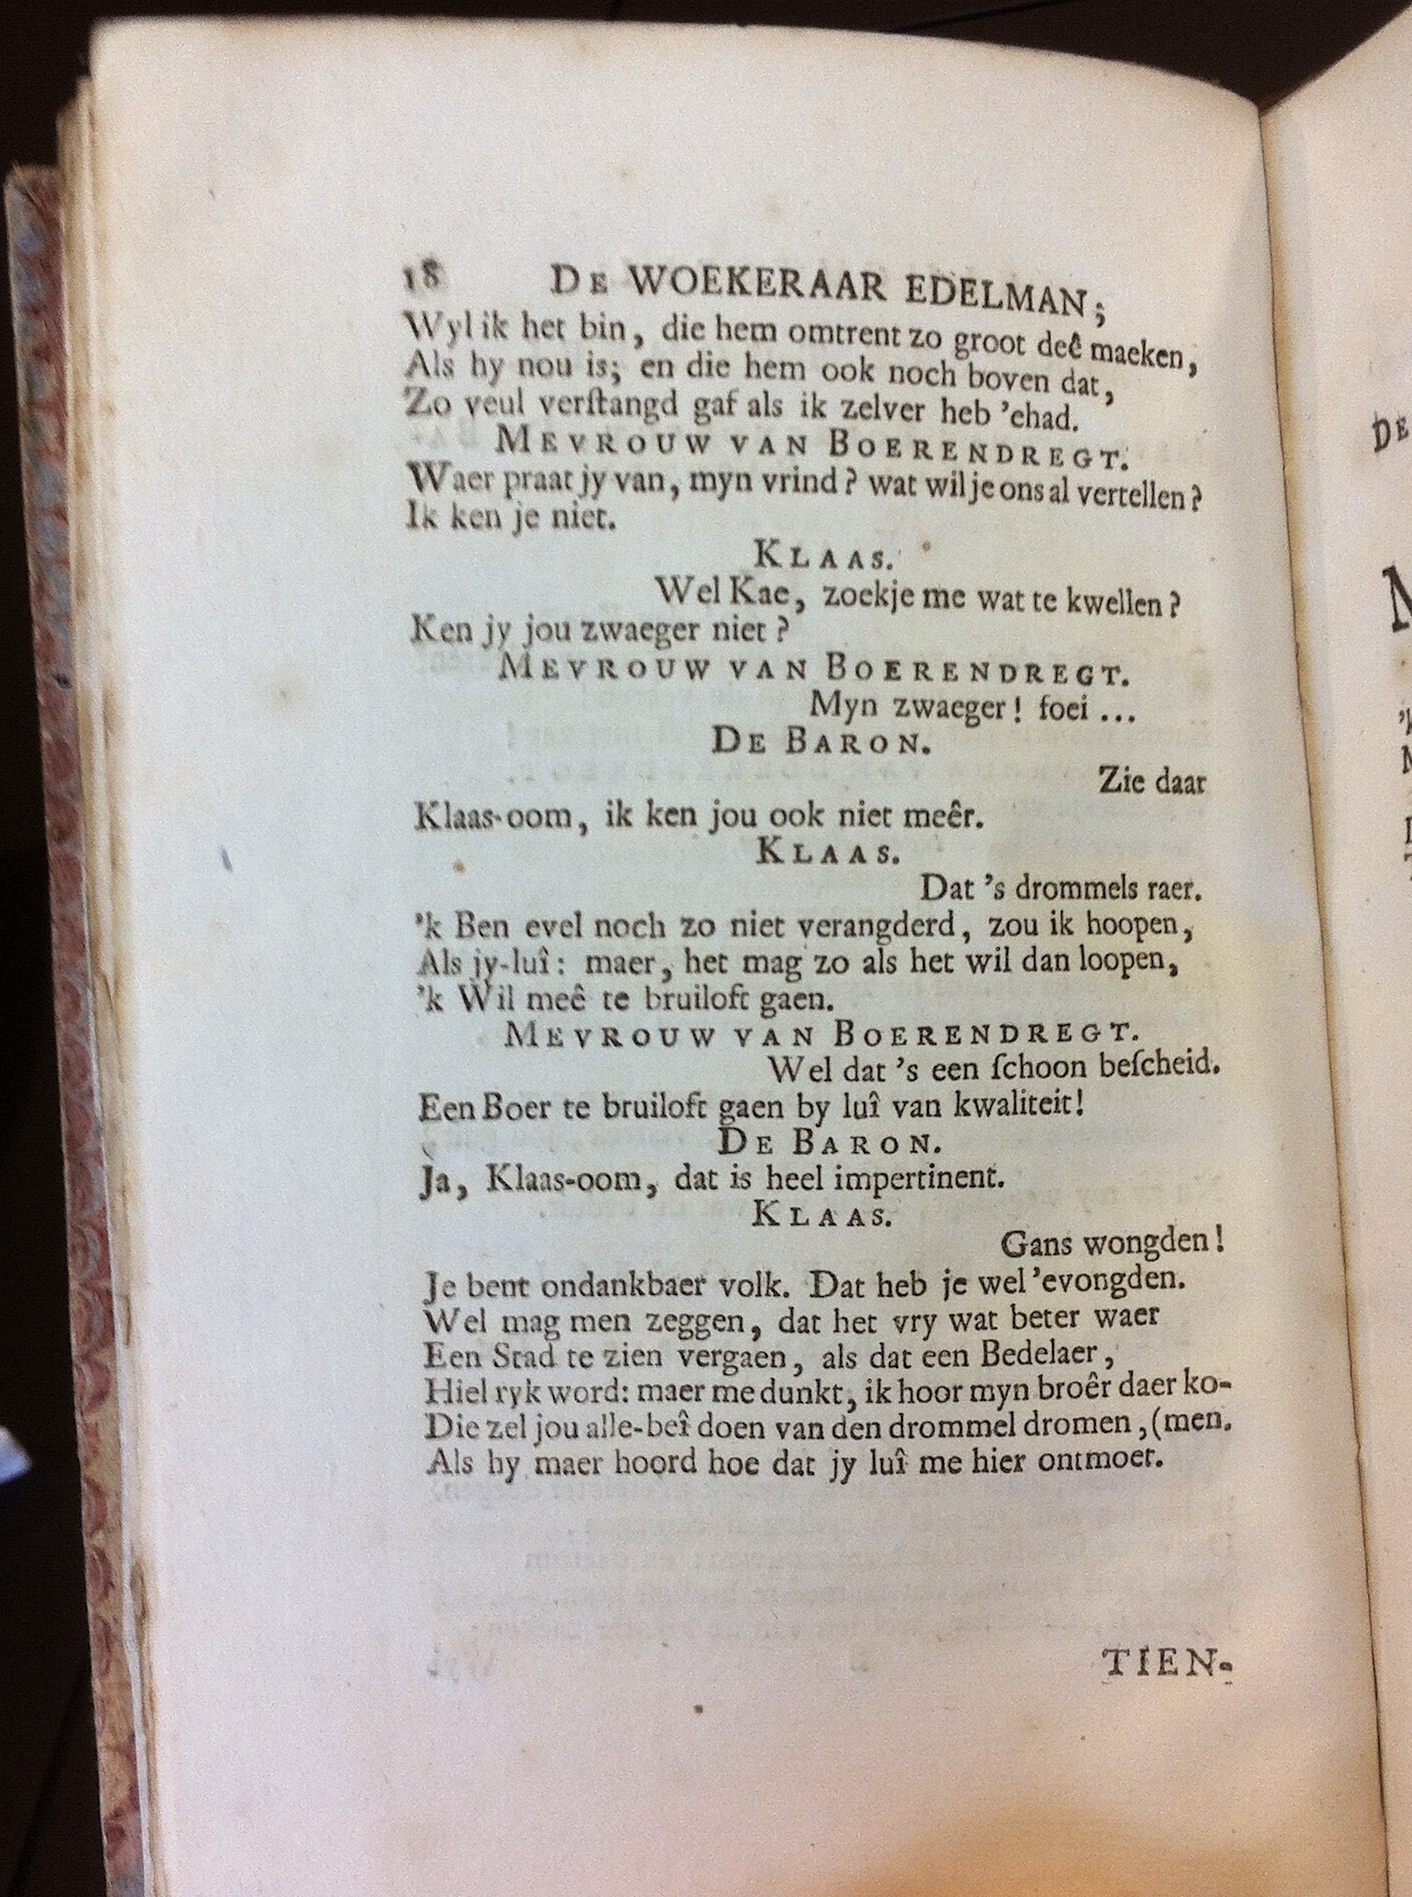 18 DE WOEKERAAR EDELMAN;
Wyl ik het bin, die hem omtrent zo groot deê maeken,
Als hy nou is; en die hem ook noch boven dat,
Zo veul verſtangd gaf als ik zelver heb 'ehad.
MEVROUW VAN BOERENDREGT.
Waer praat jy van, myn vrind? wat wil je ons al vertellen?
Ik ken je niet.
KLAAS.
Wel Kae, zoekje me wat te kwellen?
Ken jy jou zwaeger niet?
MEVROUW VAN BOERENDREGT.
Myn zwaeger! foei ...
DE BARON.
Zie daar
Klaas-oom, ik ken jou ook niet meêr.
KLAAS.
Dat 's drommels raer.
'k Ben evel noch zo niet verangderd, zou ik hoopen,
Als jy-luî: maer, het mag zo als het wil dan loopen,
'k Wil meê te bruiloft gaen.
MEVROUW VAN BOERENDREGT.
Wel dat 's een ſchoon beſcheid.
Een Boer te bruiloft gaen by luî van kwaliteit!
DE BARON.
Ja, Klaas-oom, dat is heel impertinent.
KLAAS.
Gans wongden!
Je bent ondankbaer volk. Dat heb je wel 'evongden.
Wel mag men zeggen, dat het vry wat beter waer
Een Stad te zien vergaen, als dat een Bedelaer,
Hiel ryk word: maer me dunkt, ik hoor myn broêr daer ko-
Die zel jou alle-beî doen van den drommel dromen, (men.
Als hy maer hoord hoe dat jy luî me hier ontmoet.
TIEN-
DE